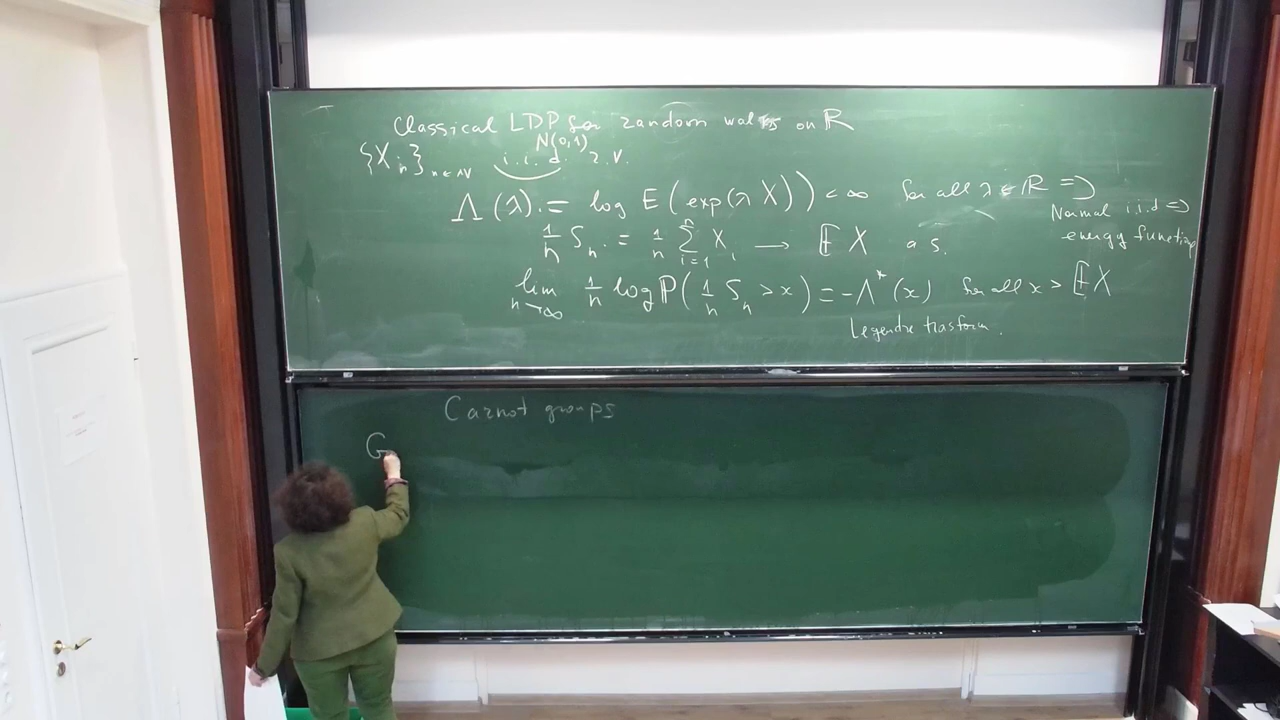 Classical LDP for random walks on ℝ
N(0,1)
{X_n}_{n∈ℕ} i.i.d. r.v.
Λ(λ) = log E(exp(λX)) < ∞ for all λ ∈ ℝ ⇒
Normal i.i.d ⇒
energy function
1/n S_n = 1/n ∑_{i=1}^{n} X_i → 𝔼X a.s.
lim_{n→∞} 1/n log ℙ(1/n S_n > x) = -Λ*(x) for all x > 𝔼X
Legendre trasform.
Carnot groups
G